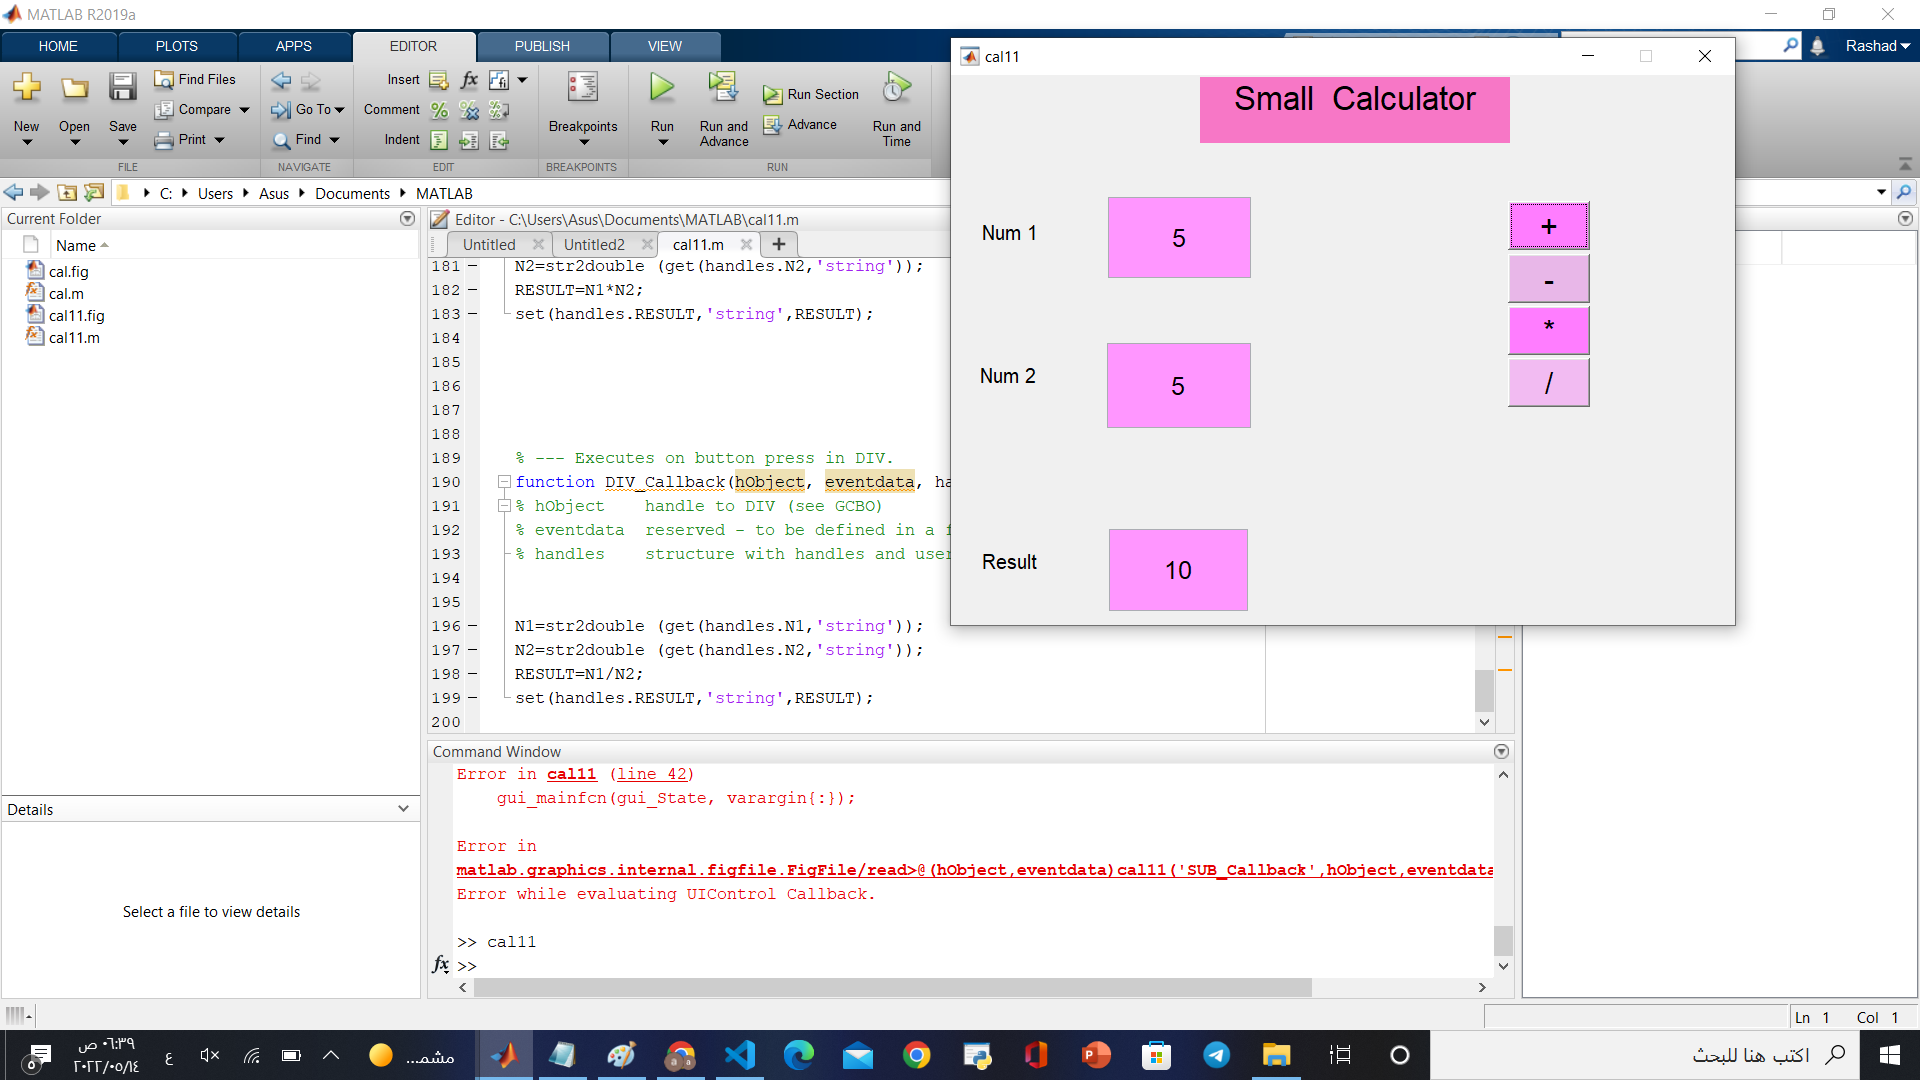 MATLAB R2019a
HOME PLOTS APPS EDITOR PUBLISH VIEW
Rashad
New
Open
Save
Find Files
Compare
Print
FILE
Go To
Find
NAVIGATE
Insert
Comment
Indent
EDIT
Breakpoints
BREAKPOINTS
Run
Run and Advance
Run Section
Advance
Run and Time
RUN
C: Users Asus Documents MATLAB
Current Folder
Name
cal.fig
cal.m
cal11.fig
cal11.m
Details
Select a file to view details
Editor - C:\Users\Asus\Documents\MATLAB\cal11.m
Untitled Untitled2 cal11.m
181 N2=str2double (get(handles.N2,'string'));
182 RESULT=N1*N2;
183 set(handles.RESULT,'string',RESULT);
184
185
186
187
188
189 % --- Executes on button press in DIV.
190 function DIV_Callback(hObject, eventdata, ha
191 % hObject    handle to DIV (see GCBO)
192 % eventdata  reserved - to be defined in a
193 % handles    structure with handles and user
194
195
196 N1=str2double (get(handles.N1,'string'));
197 N2=str2double (get(handles.N2,'string'));
198 RESULT=N1/N2;
199 set(handles.RESULT,'string',RESULT);
200
Command Window
Error in cal11 (line 42)
gui_mainfcn(gui_State, varargin{:});
Error in
matlab.graphics.internal.figfile.FigFile/read>@(hObject,eventdata)cal11('SUB_Callback',hObject,eventdata
Error while evaluating UIControl Callback.
>> cal11
fx >>
cal11
Small Calculator
Num 1
5
Num 2
5
Result
10
+
-
*
/
Ln 1 Col 1
٠٦:٣٩ ص
٢٠٢٢/٠٥/١٤
ع
مشمـ...
اكتب هنا للبحث